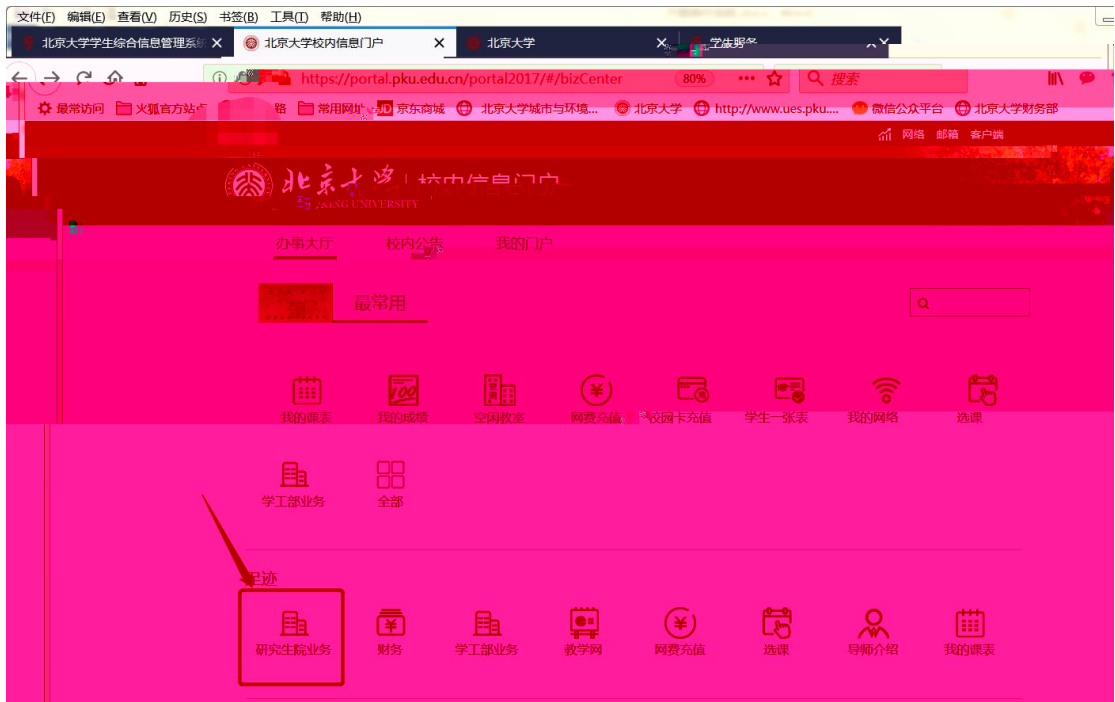 文件(F) 编辑(E) 查看(V) 历史(S) 书签(B) 工具(T) 帮助(H)
北京大学学生综合信息管理系统 北京大学校内信息门户 北京大学
https://portal.pku.edu.cn/portal2017/#/bizCenter 80% 搜索
最常访问 火狐官方站点 常用网址 京东商城 北京大学城市与环境... 北京大学 http://www.ues.pku.... 微信公众平台 北京大学财务部
网络 邮箱 客户端
北京大学 校内信息门户
UNIVERSITY
办事大厅 校内公告 我的门户
最常用
我的课表 我的成绩 空闲教室 网费充值 校园卡充值 学生一张表 我的网络 选课
学工部业务 全部
足迹
研究生院业务 财务 学工部业务 教学网 网费充值 选课 导师介绍 我的课表